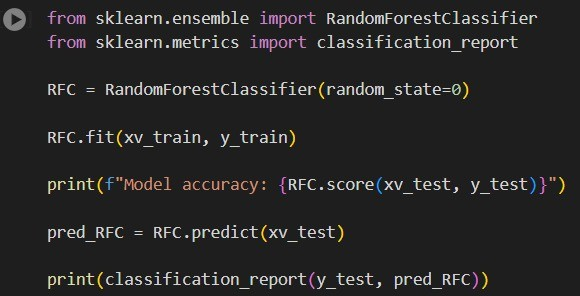 from sklearn.ensemble import RandomForestClassifier
from sklearn.metrics import classification_report
RFC = RandomForestClassifier(random_state=0)
RFC.fit(xv_train, y_train)
print(f"Model accuracy: {RFC.score(xv_test, y_test)}")
pred_RFC = RFC.predict(xv_test)
print(classification_report(y_test, pred_RFC))